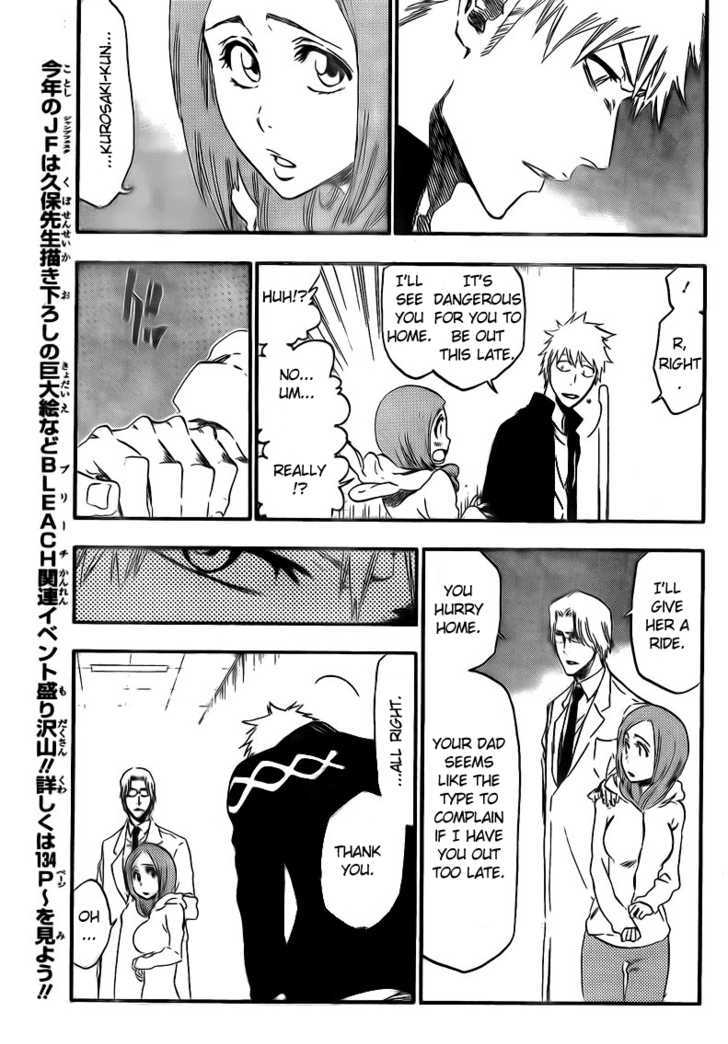 ...KUROSAKI-KUN...
!
R,
RIGHT
IT'S
DANGEROUS
FOR YOU TO
BE OUT
THIS LATE.
I'LL
SEE
YOU
HOME.
HUH!?
NO...
UM...
REALLY
!?
I'LL
GIVE
HER A
RIDE.
YOU
HURRY
HOME.
YOUR DAD
SEEMS
LIKE THE
TYPE TO
COMPLAIN
IF I HAVE
YOU OUT
TOO LATE.
...ALL RIGHT.
THANK
YOU.
OH
...
今年のJFは久保先生描き下ろしの巨大絵などBLEACH関連イベント盛り沢山!!詳しくは134P〜を見よう!!